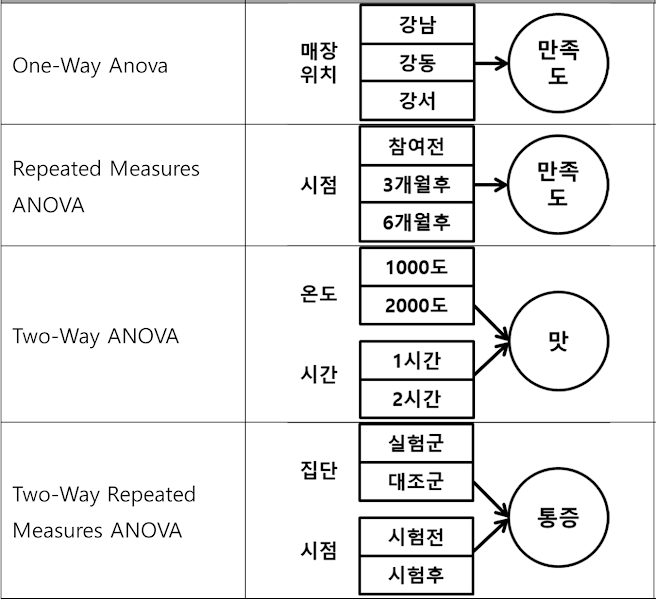 One-Way Anova
매장
위치
강남
강동
강서
만족
도
Repeated Measures
ANOVA
시점
참여전
3개월후
6개월후
만족
도
Two-Way ANOVA
온도
1000도
2000도
시간
1시간
2시간
맛
Two-Way Repeated
Measures ANOVA
집단
실험군
대조군
시점
시험전
시험후
통증